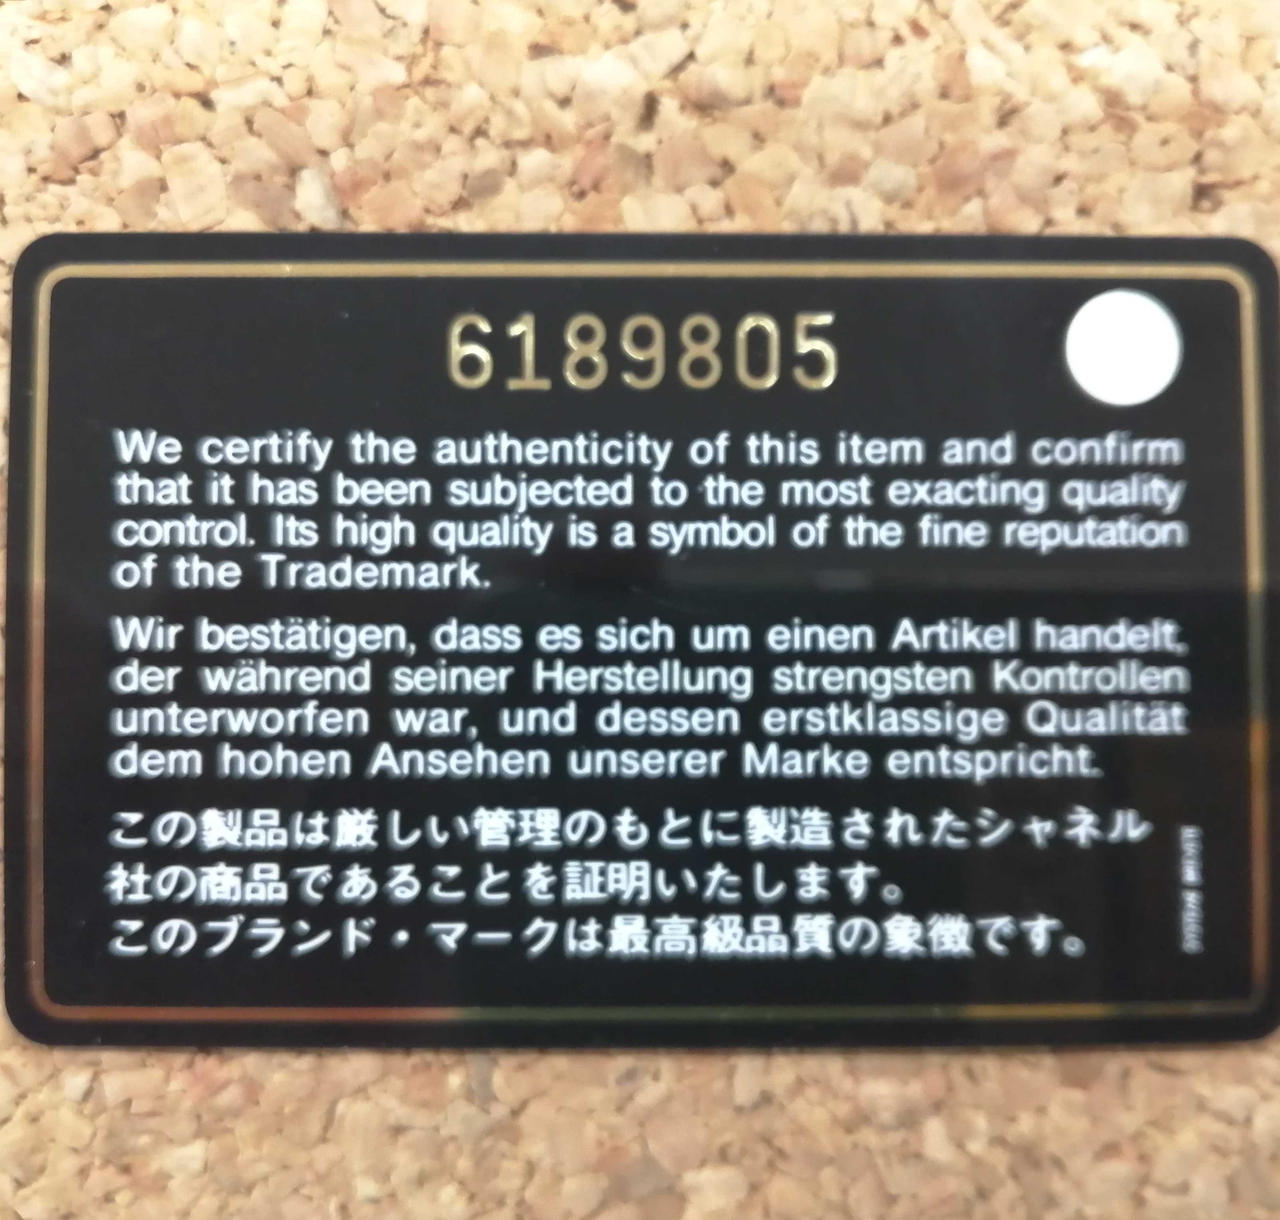 6189805
We certify the authenticity of this item and confirm
that it has been subjected to the most exacting quality
control. Its high quality is a symbol of the fine reputation
of the Trademark.
Wir bestätigen, dass es sich um einen Artikel handelt,
der während seiner Herstellung strengsten Kontrollen
unterworfen war, und dessen erstklassige Qualität
dem hohen Ansehen unserer Marke entspricht.
この製品は厳しい管理のもとに製造されたシャネル
社の商品であることを証明いたします。
このブランド・マークは最高級品質の象徴です。